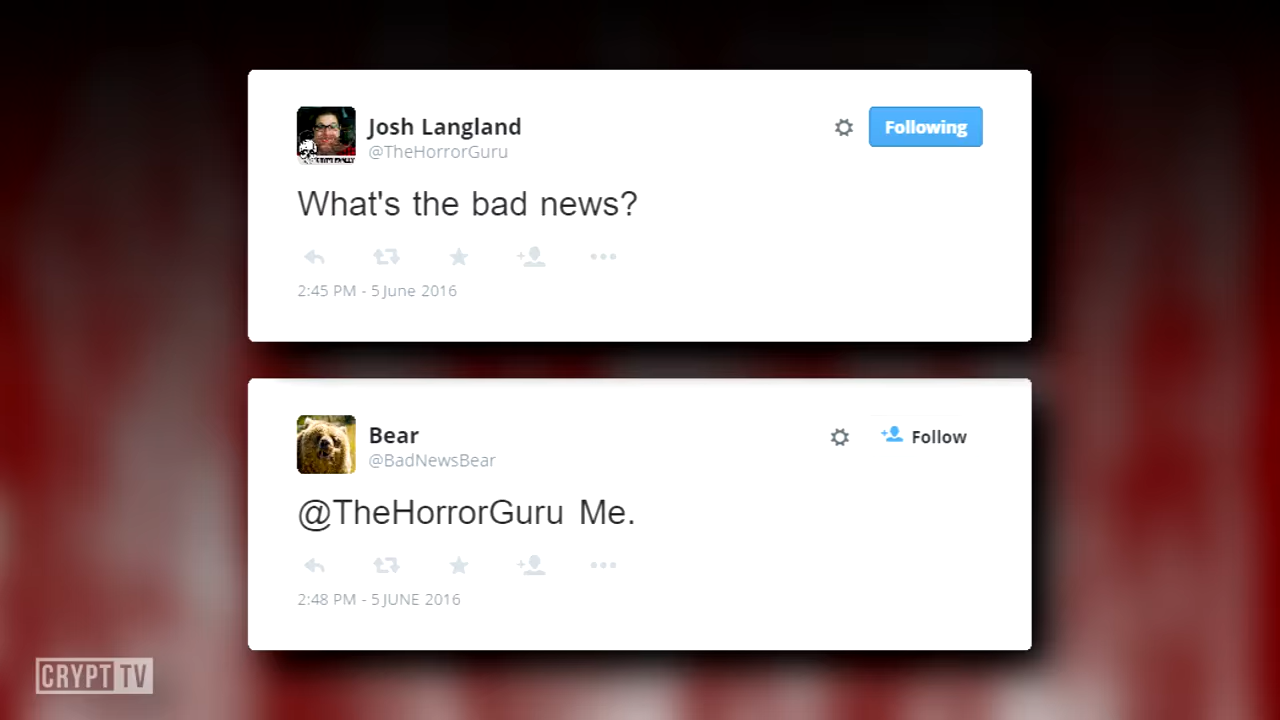 Josh Langland
@TheHorrorGuru
Following
What's the bad news?
2:45 PM - 5 June 2016
Bear
@BadNewsBear
Follow
@TheHorrorGuru Me.
2:48 PM - 5 JUNE 2016
CRYPT TV